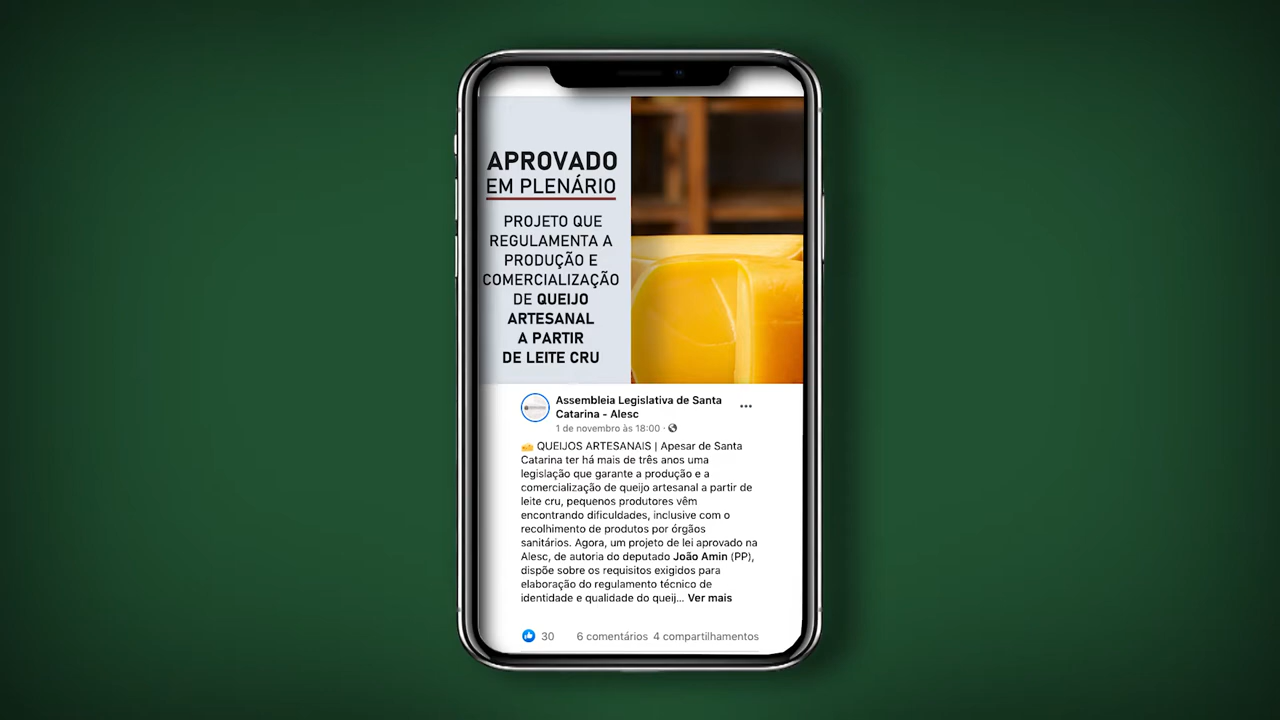 APROVADO
EM PLENÁRIO
PROJETO QUE
REGULAMENTA A
PRODUÇÃO E
COMERCIALIZAÇÃO
DE QUEIJO
ARTESANAL
A PARTIR
DE LEITE CRU
Assembleia Legislativa de Santa
Catarina - Alesc
1 de novembro às 18:00 ·
QUEIJOS ARTESANAIS | Apesar de Santa
Catarina ter há mais de três anos uma
legislação que garante a produção e a
comercialização de queijo artesanal a partir de
leite cru, pequenos produtores vêm
encontrando dificuldades, inclusive com o
recolhimento de produtos por órgãos
sanitários. Agora, um projeto de lei aprovado na
Alesc, de autoria do deputado João Amin (PP),
dispõe sobre os requisitos exigidos para
elaboração do regulamento técnico de
identidade e qualidade do queij... Ver mais
30 6 comentários 4 compartilhamentos